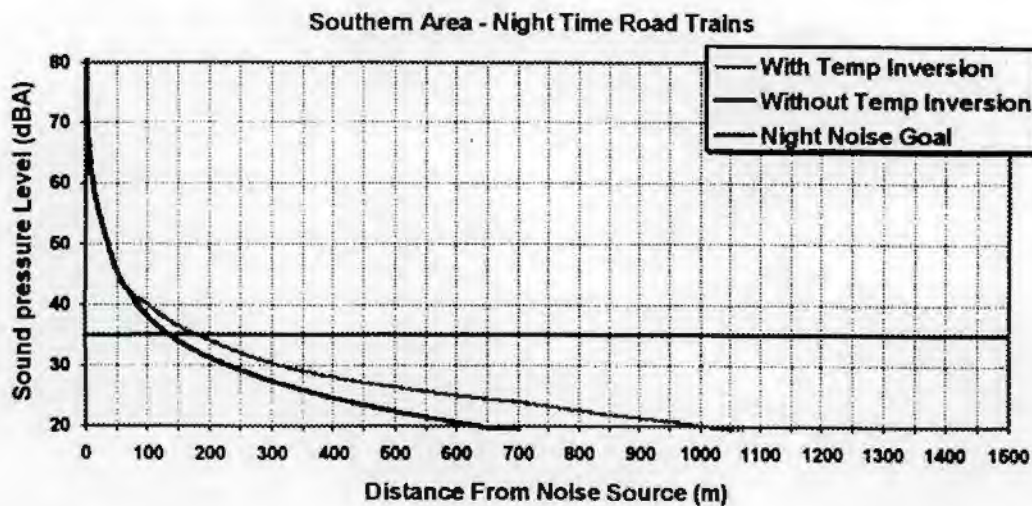 Southern Area - Night Time Road Trains
With Temp Inversion
Without Temp Inversion
Night Noise Goal
Sound pressure Level (dBA)
80
70
60
50
40
30
20
0 100 200 300 400 500 600 700 800 900 1000 1100 1200 1300 1400 1500
Distance From Noise Source (m)